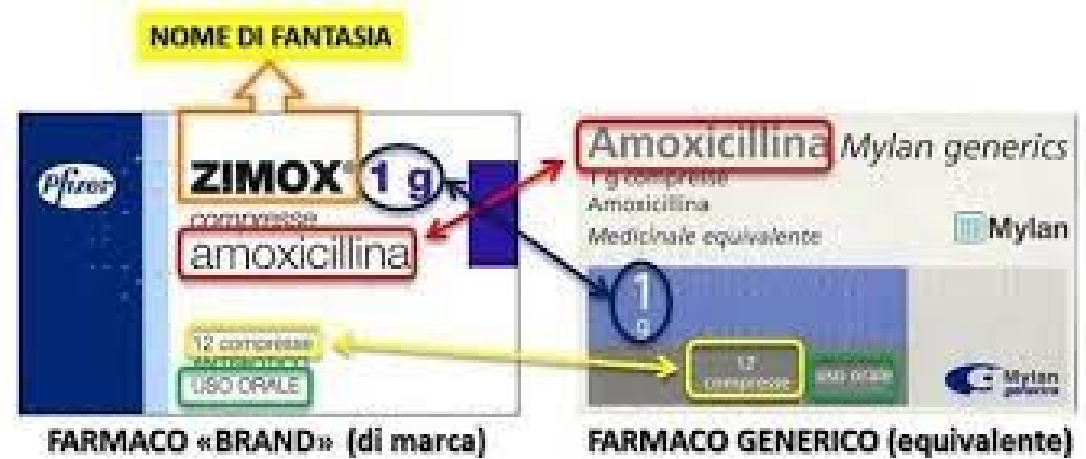 NOME DI FANTASIA
Pfizer
ZIMOX® 1 g
compresse
amoxicillina
12 compresse
USO ORALE
FARMACO «BRAND» (di marca)
Amoxicillina Mylan generics
1 g compresse
Amoxicillina
Medicinale equivalente
Mylan
1
g
12
compresse
uso orale
Mylan
FARMACO GENERICO (equivalente)